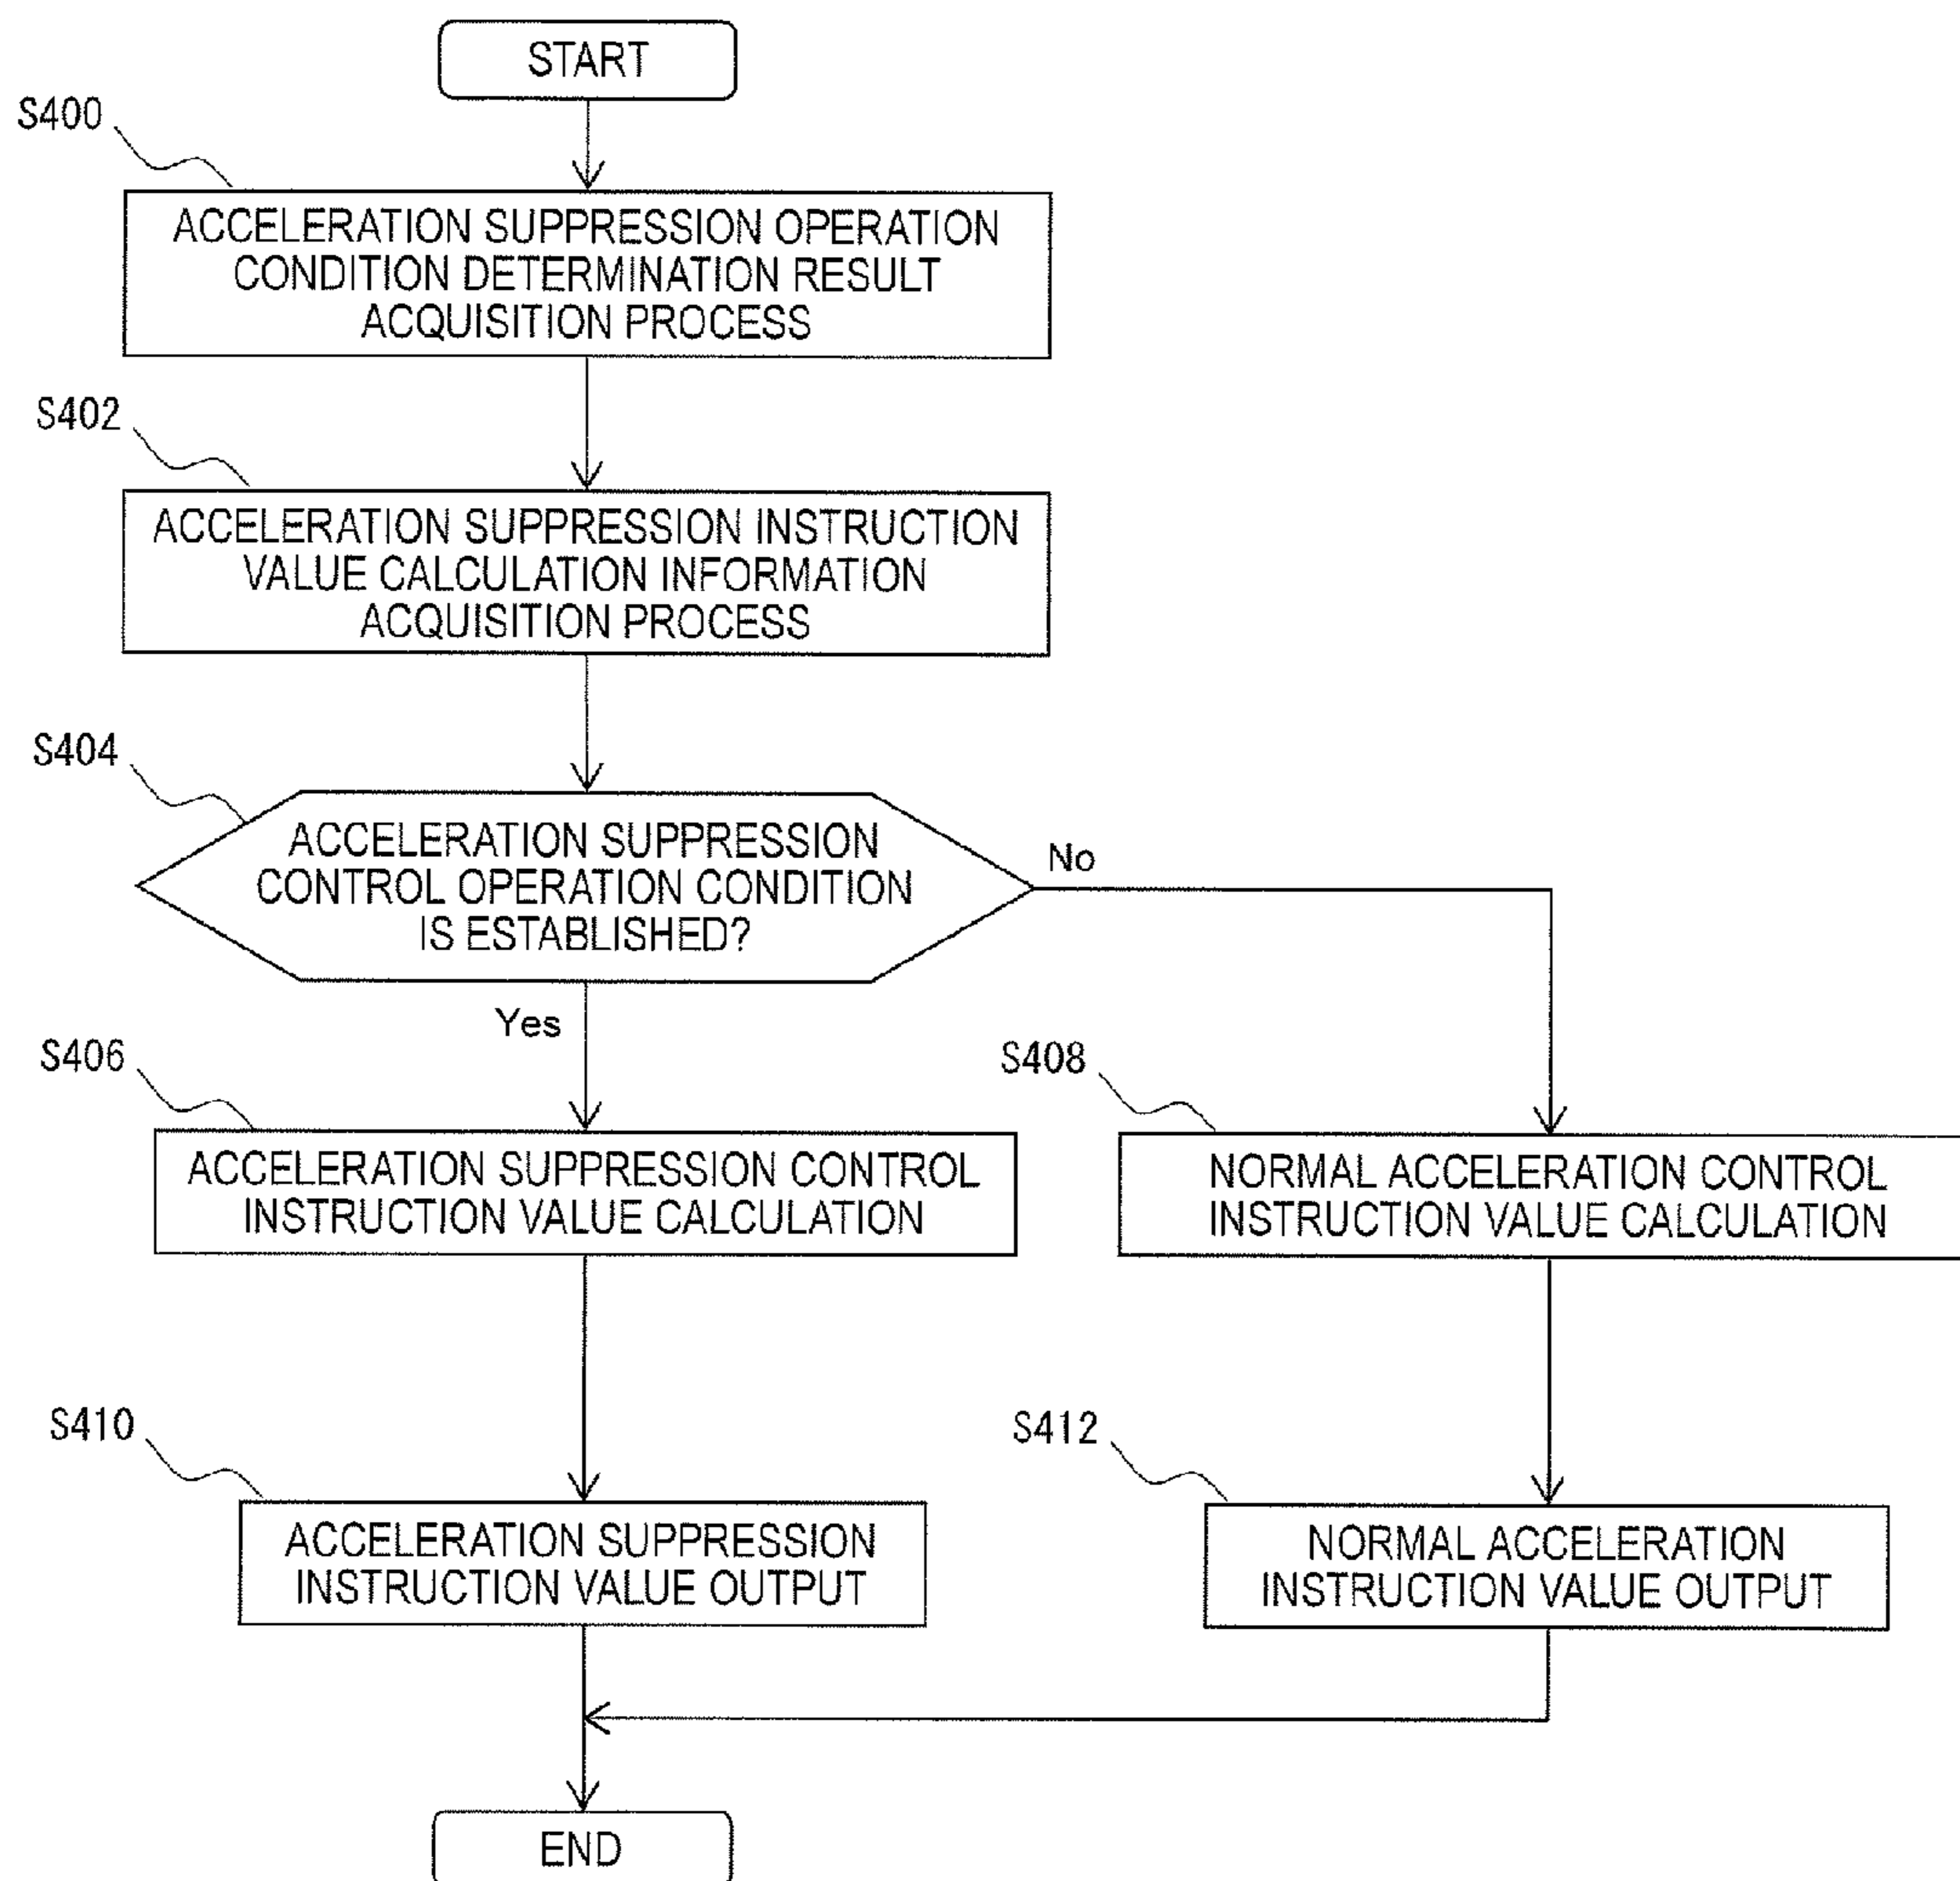 START
S400
ACCELERATION SUPPRESSION OPERATION
CONDITION DETERMINATION RESULT
ACQUISITION PROCESS
S402
ACCELERATION SUPPRESSION INSTRUCTION
VALUE CALCULATION INFORMATION
ACQUISITION PROCESS
S404
ACCELERATION SUPPRESSION
CONTROL OPERATION CONDITION
IS ESTABLISHED?
No
Yes
S406
ACCELERATION SUPPRESSION CONTROL
INSTRUCTION VALUE CALCULATION
S408
NORMAL ACCELERATION CONTROL
INSTRUCTION VALUE CALCULATION
S410
ACCELERATION SUPPRESSION
INSTRUCTION VALUE OUTPUT
S412
NORMAL ACCELERATION
INSTRUCTION VALUE OUTPUT
END